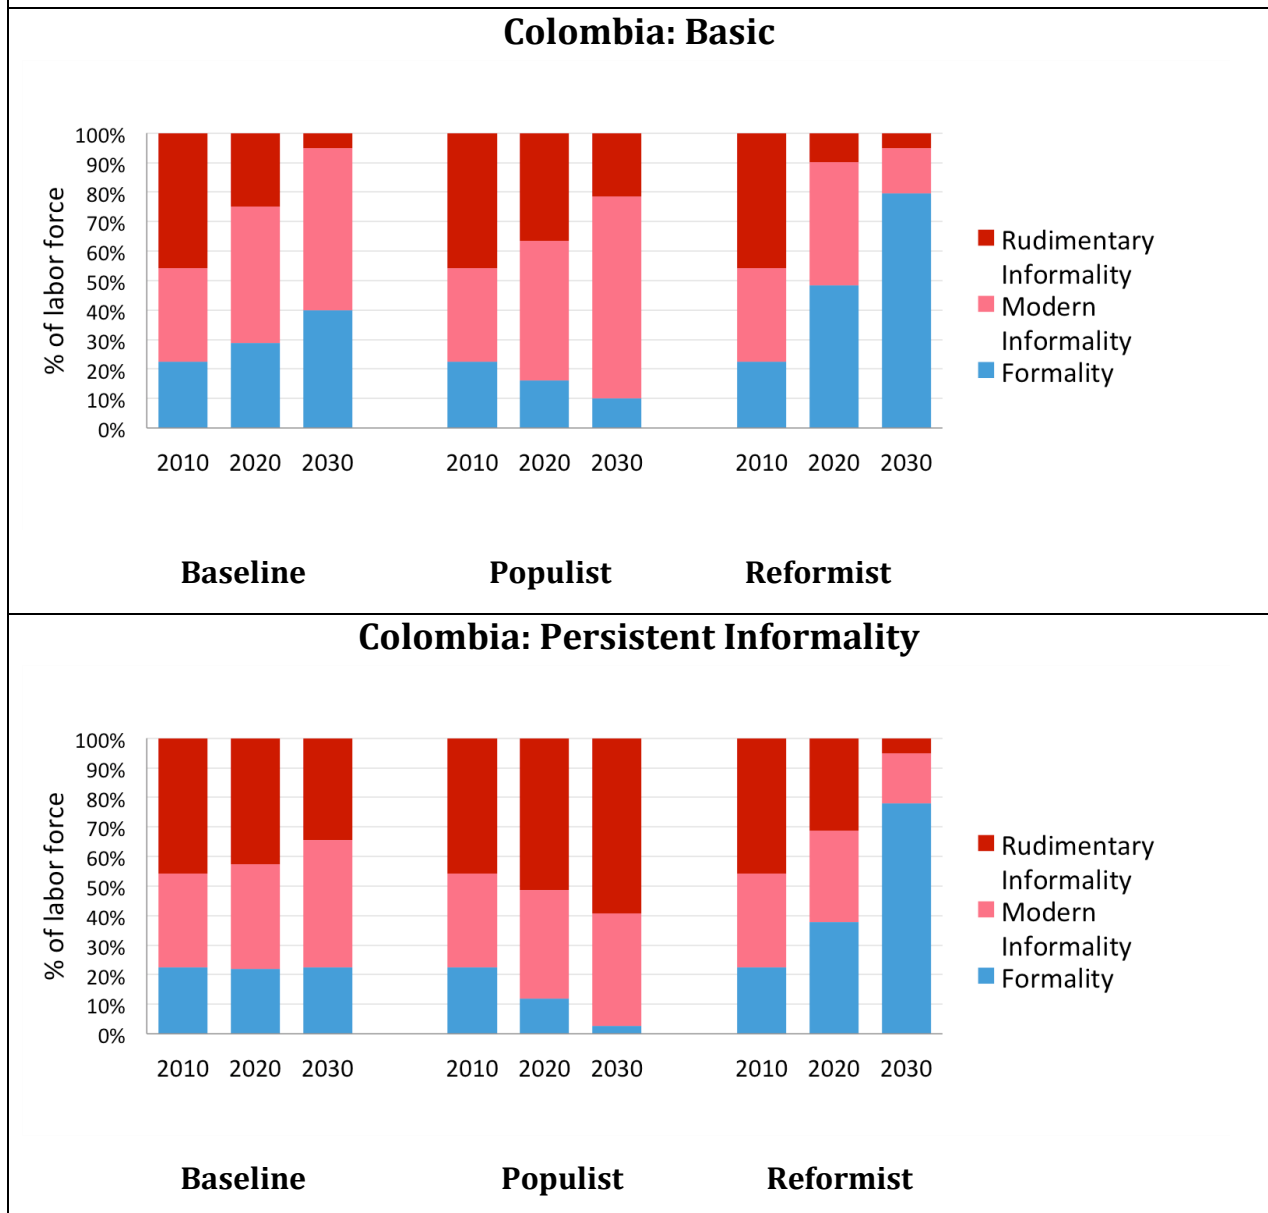 Colombia: Basic
100%
90%
80%
70%
60%
50%
40%
30%
20%
10%
0%
% of labor force
2010 2020 2030 2010 2020 2030 2010 2020 2030
Rudimentary
Informality
Modern
Informality
Formality
Baseline Populist Reformist
Colombia: Persistent Informality
100%
90%
80%
70%
60%
50%
40%
30%
20%
10%
0%
% of labor force
2010 2020 2030 2010 2020 2030 2010 2020 2030
Rudimentary
Informality
Modern
Informality
Formality
Baseline Populist Reformist